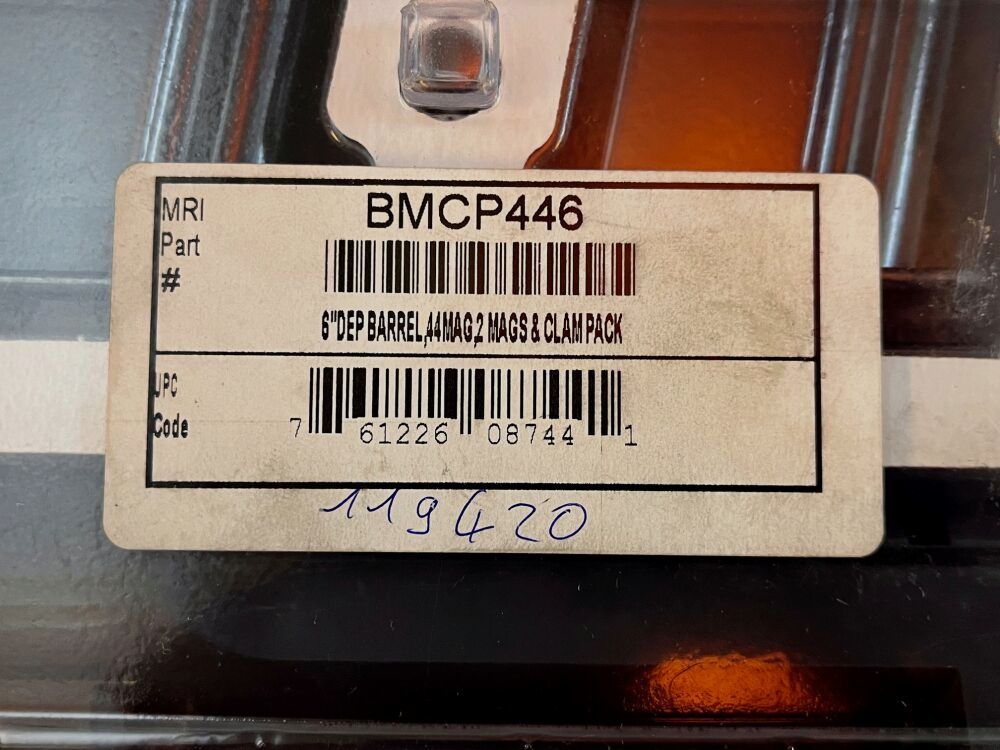 MRI
Part
#
BMCP446
6"DEP BARREL,44MAG,2 MAGS & CLAM PACK
UPC
Code
7 61226 08744 1
119420